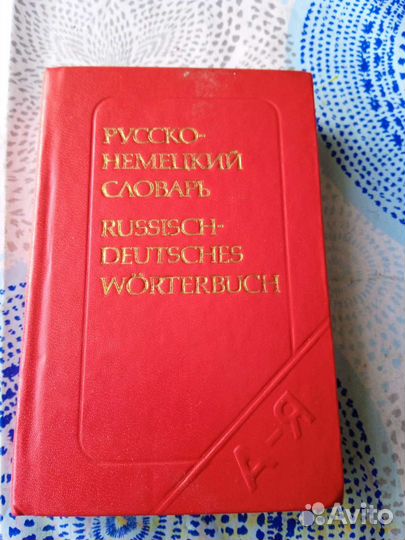 РУССКО-
НЕМЕЦКИЙ
СЛОВАРЬ
RUSSISCH-
DEUTSCHES
WÖRTERBUCH
А-Я
Avito